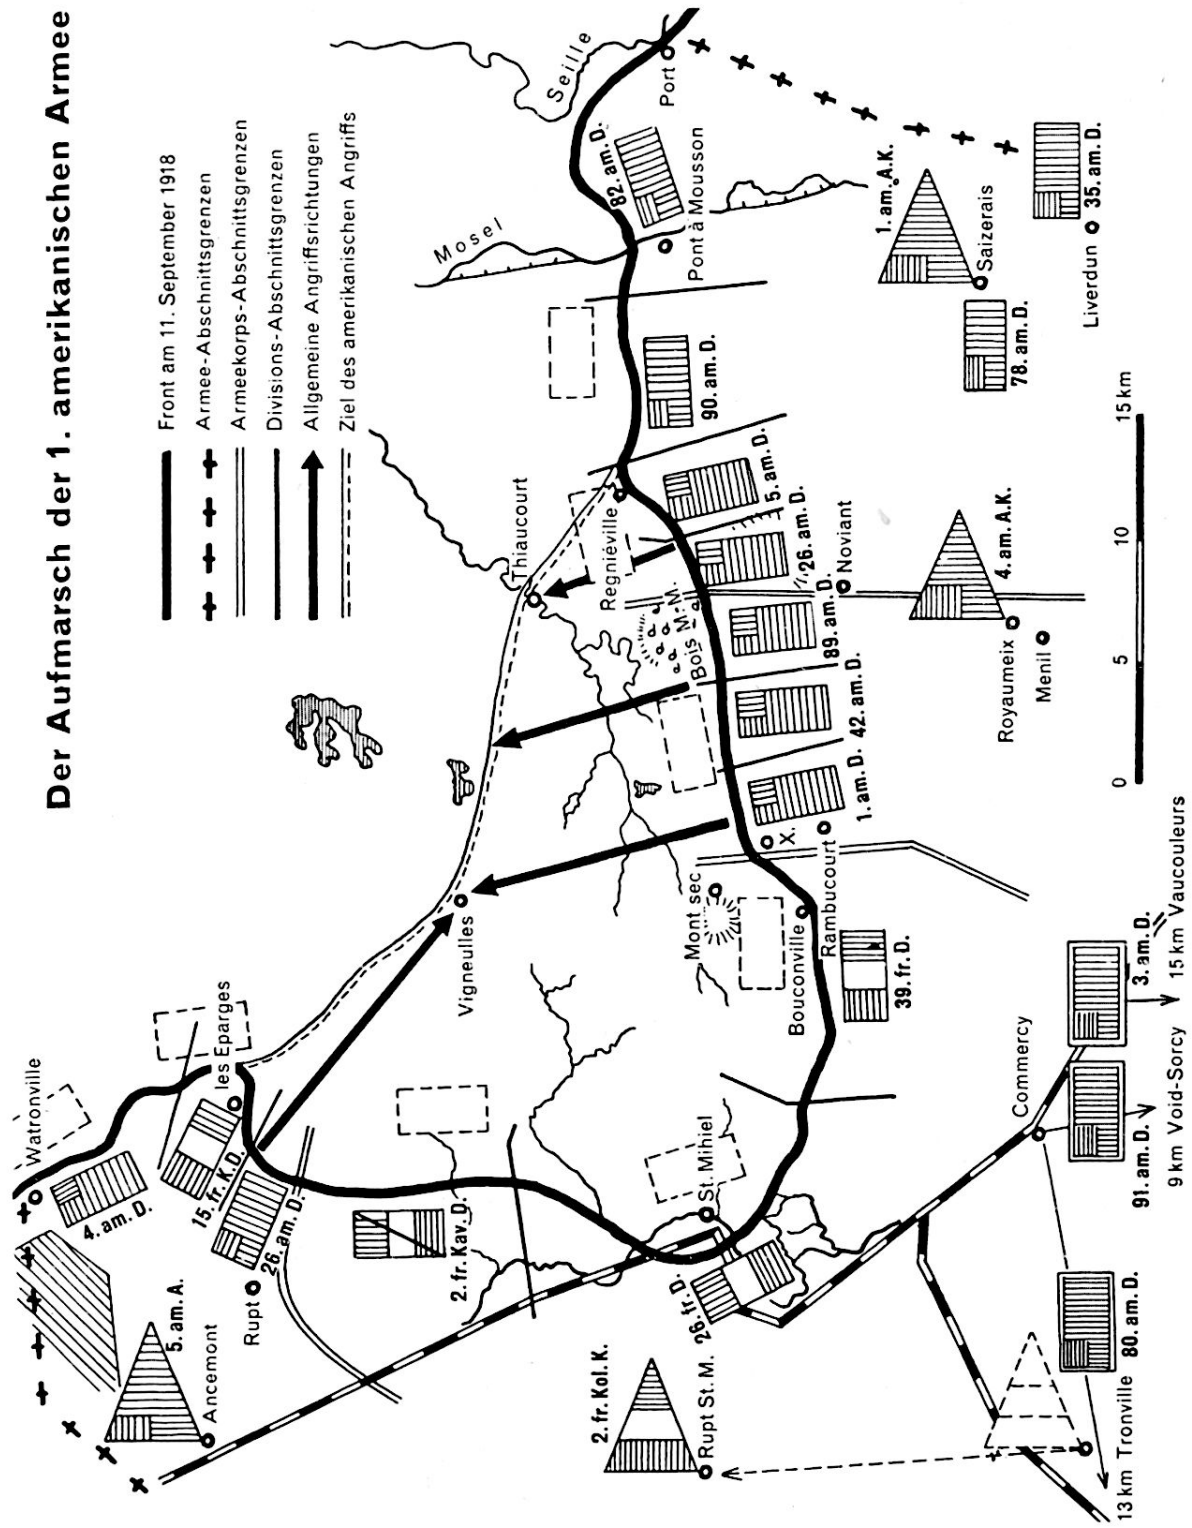 Der Aufmarsch der 1. amerikanischen Armee
Front am 11. September 1918
Armee-Abschnittsgrenzen
Armeekorps-Abschnittsgrenzen
Divisions-Abschnittsgrenzen
Allgemeine Angriffsrichtungen
Ziel des amerikanischen Angriffs
Seille
Port
82. am. D.
Mosel
Pont à Mousson
1. am. A.K.
Saizerais
35. am. D.
Liverdun
78. am. D.
90. am. D.
Thiaucourt
Regniéville
5. am. D.
26. am. D.
Noviant
89. am. D.
Bois M. M.
42. am. D.
1. am. D.
4. am. A.K.
Royaumeix
Menil
0 5 10 15 km
X.
Rambucourt
Mont sec
Bouconville
39. fr. D.
Vigneulles
les Eparges
Watronville
4. am. D.
15. fr. K.D.
26. am. D.
Rupt
5. am. A.
Ancemont
2. fr. Kav. D.
St. Mihiel
26. fr. D.
2. fr. Kol. K.
Rupt St. M.
Commercy
3. am. D.
15 km Vaucouleurs
91. am. D.
9 km Void-Sorcy
80. am. D.
13 km Tronville